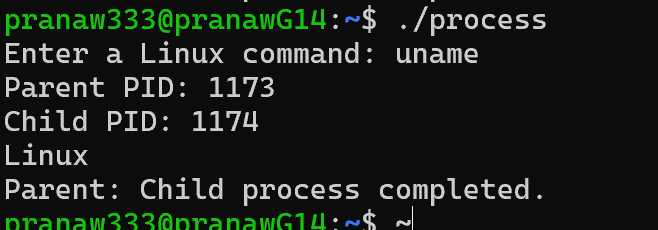 pranaw333@pranawG14:~$ ./process
Enter a Linux command: uname
Parent PID: 1173
Child PID: 1174
Linux
Parent: Child process completed.
pranaw333@pranawG14:~$ ~